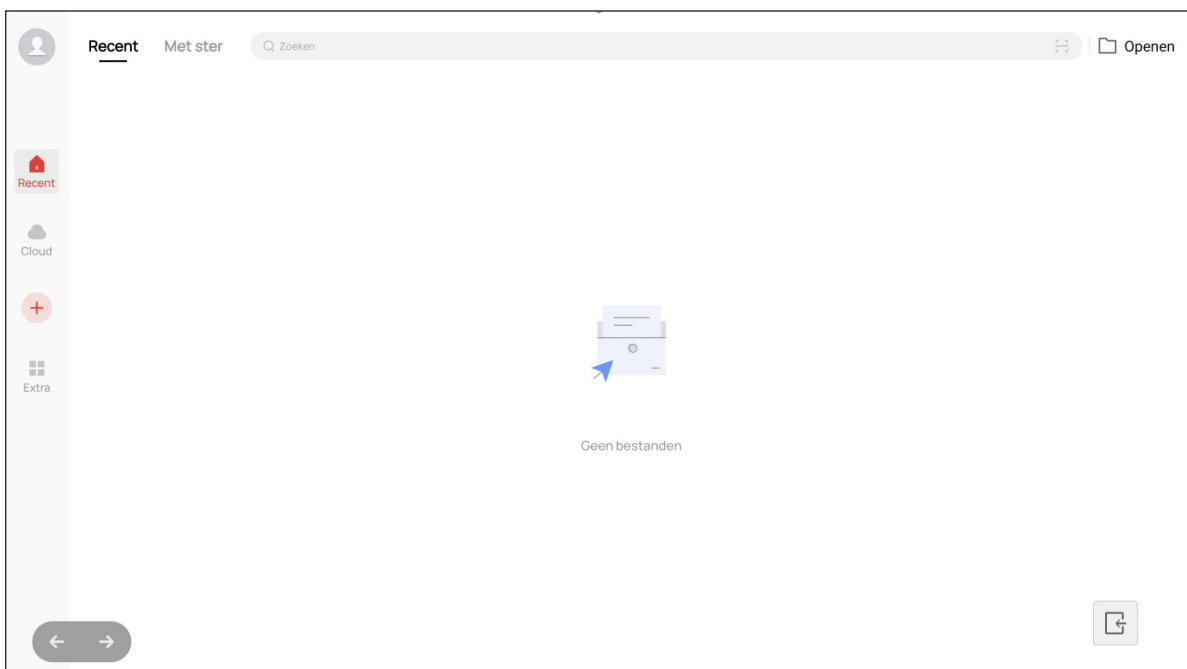 Recent Met ster Zoeken Openen
Recent
Cloud
Extra
Geen bestanden